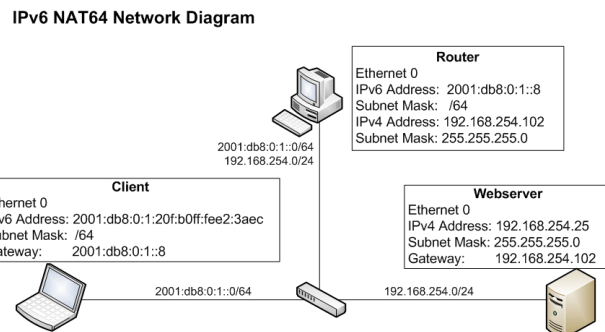 IPv6 NAT64 Network Diagram
Router
Ethernet 0
IPv6 Address: 2001:db8:0:1::8
Subnet Mask: /64
IPv4 Address: 192.168.254.102
Subnet Mask: 255.255.255.0
2001:db8:0:1::0/64
192.168.254.0/24
Client
hernet 0
v6 Address: 2001:db8:0:1:20f:b0ff:fee2:3aec
ubnet Mask: /64
ateway: 2001:db8:0:1::8
Webserver
Ethernet 0
IPv4 Address: 192.168.254.25
Subnet Mask: 255.255.255.0
Gateway: 192.168.254.102
2001:db8:0:1::0/64
192.168.254.0/24